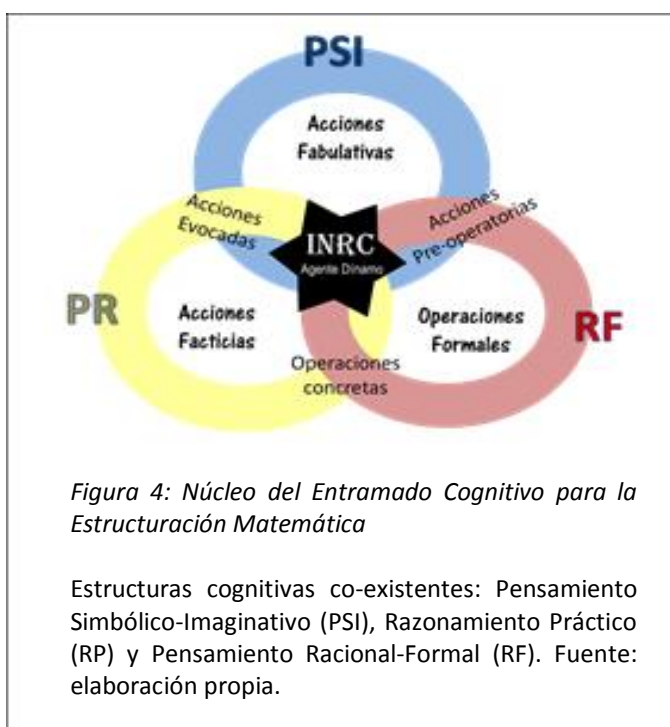 PSI
Acciones
Fabulativas
Acciones
Evocadas
Acciones
Pre-operatorias
INRC
Agente Dinamo
PR
Acciones
Facticias
Operaciones
Formales
RF
Operaciones
concretas
Figura 4: Núcleo del Entramado Cognitivo para la
Estructuración Matemática
Estructuras cognitivas co-existentes: Pensamiento
Simbólico-Imaginativo (PSI), Razonamiento Práctico
(RP) y Pensamiento Racional-Formal (RF). Fuente:
elaboración propia.